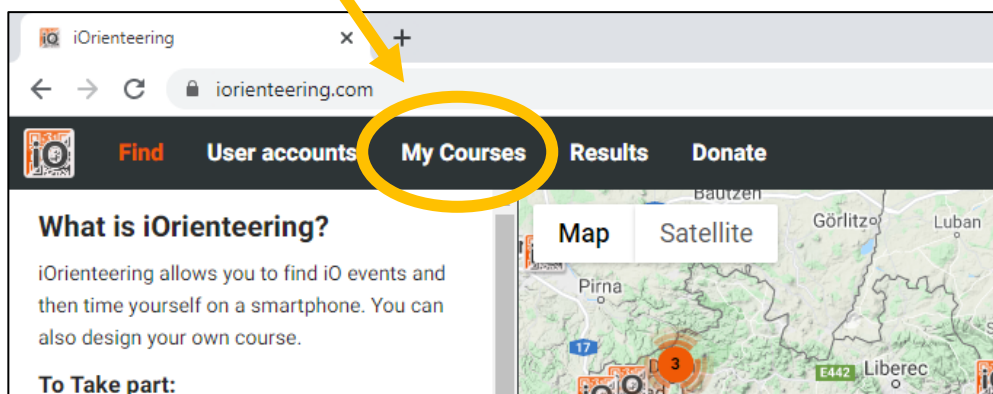 iOrienteering
iorienteering.com
iO Find User accounts My Courses Results Donate
What is iOrienteering?
iOrienteering allows you to find iO events and
then time yourself on a smartphone. You can
also design your own course.
To Take part:
Map Satellite
Bautzen
Görlitz
Luban
Pirna
17
3
E442 Liberec
iO